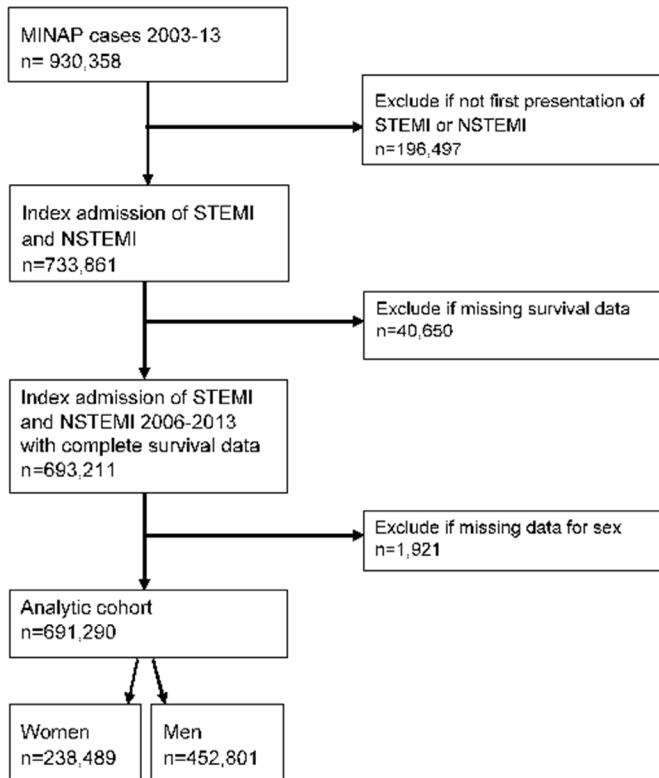 MINAP cases 2003-13
n= 930,358
Exclude if not first presentation of
STEMI or NSTEMI
n=196,497
Index admission of STEMI
and NSTEMI
n=733,861
Exclude if missing survival data
n=40,650
Index admission of STEMI
and NSTEMI 2006-2013
with complete survival data
n=693,211
Exclude if missing data for sex
n=1,921
Analytic cohort
n=691,290
Women
n=238,489
Men
n=452,801